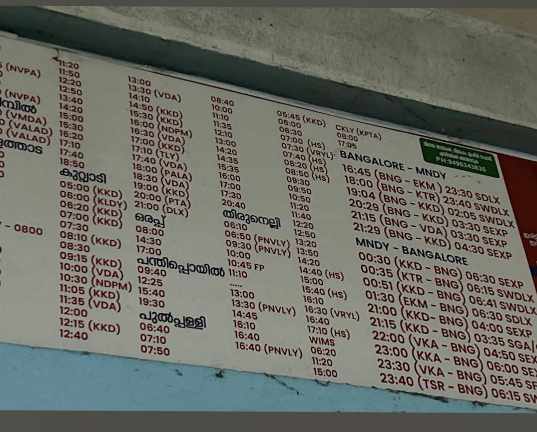 (NVPA)
(NVPA)
(VMDA)
(VALAD)
(VALAD)
- 0800
11:20
11:50
12:20
12:50
13:40
14:20
15:00
15:30
16:30
17:10
17:40
18:50
കുപ്പാടി
05:00 (KKD)
06:00 (KLDY)
06:20 (KKD)
07:00 (KKD)
07:30
08:10 (KKD)
08:30
09:15 (KKD)
10:00 (VDA)
10:30 (NDPM)
11:05 (KKD)
11:35 (VDA)
12:00
12:15 (KKD)
12:40
13:00
13:30 (VDA)
14:10
14:50 (KKD)
15:30 (KKD)
16:00 (NDPM)
16:30 (VDA)
17:00 (KKD)
17:10 (TLY)
17:40 (VDA)
18:00 (PALA)
18:30 (VDA)
19:00 (KKD)
20:00 (PTA)
21:00 (DLX)
ഒരപ്പ്
08:00
14:30
17:00
പന്തിപ്പൊയിൽ
09:40
12:25
15:40
19:30
പുൽപ്പള്ളി
06:40
07:10
07:50
08:40
10:00
11:10
11:35
12:10
13:00
14:20
14:35
15:35
16:00
17:00
17:30
20:40
തിരുനെല്ലി
06:10
06:50 (PNVLY)
09:30 (PNVLY)
10:45 FP
11:10
.....
13:00
13:30 (PNVLY)
14:45
16:10
16:40
16:40 (PNVLY)
05:45 (KKD)
06:00
06:30
07:00 (HS)
07:30 (VRYL)
07:40 (HS)
08:20 (HS)
08:50 (HS)
09:30
09:50
10:50
11:20
11:40
12:20
12:50
13:20
13:50
14:20
14:40 (HS)
15:00
15:40 (HS)
16:10
16:30 (VRYL)
16:40
17:10 (HS)
WIMS
06:20
11:20
15:00
CKLY (KPTA)
08:00
PH:9495343835
BANGALORE - MNDY
16:45 (BNG - EKM) 23:30 SDLX
18:00 (BNG - KTR) 23:40 SWDLX
19:04 (BNG - KKD) 02:05 SWDLX
20:29 (BNG - KKD) 03:30 SEXP
21:15 (BNG - VDA) 03:30 SEXP
21:29 (BNG - KKD) 04:30 SEXP
MNDY - BANGALORE
00:30 (KKD - BNG) 06:30 SEXP
00:35 (KTR - BNG) 06:15 SWDLX
00:51 (KKD - BNG) 06:41 SWDLX
01:30 (EKM - BNG) 06:30 SDLX
21:00 (KKD - BNG) 04:00 SEXP
21:15 (KKD - BNG) 03:35 SGA
22:00 (VKA - BNG) 04:50 SEX
23:00 (KKA - BNG) 06:00 SE
23:30 (VKA - BNG) 05:45 SF
23:40 (TSR - BNG) 06:15 SW